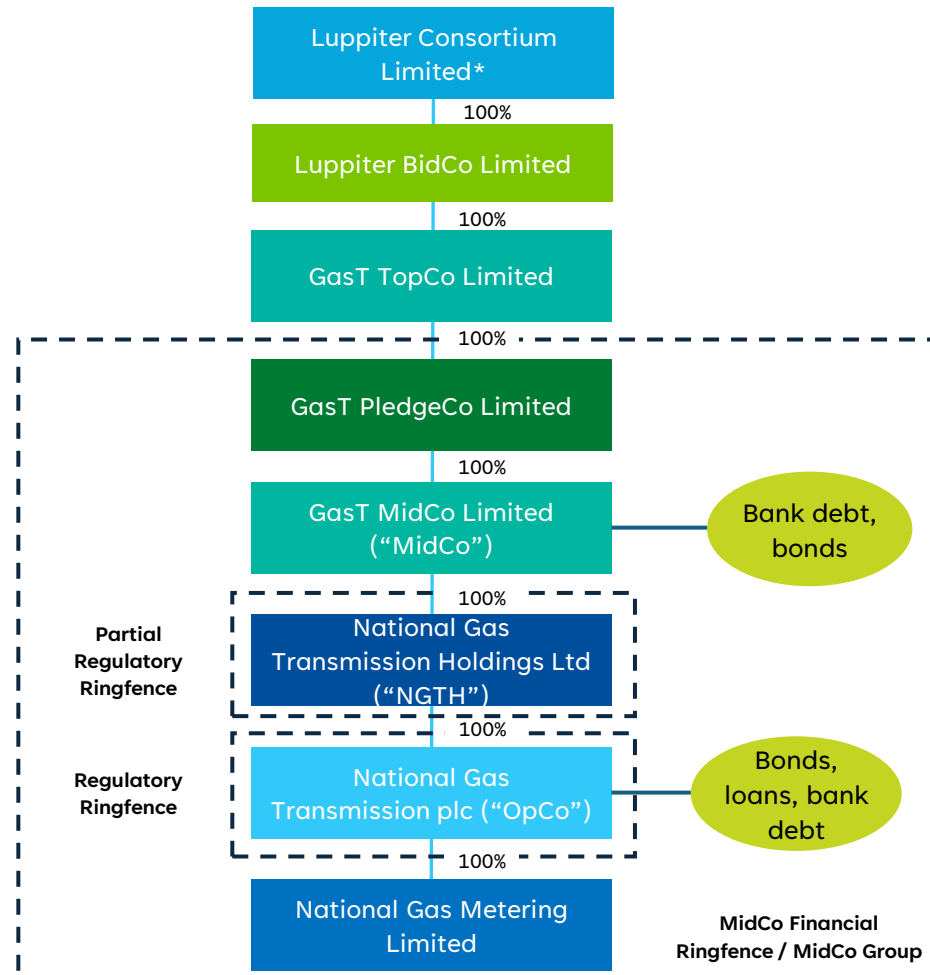 Luppiter Consortium
Limited*
100%
Luppiter BidCo Limited
100%
GasT TopCo Limited
100%
GasT PledgeCo Limited
100%
GasT MidCo Limited
(“MidCo”)
Bank debt,
bonds
100%
Partial
Regulatory
Ringfence
National Gas
Transmission Holdings Ltd
(“NGTH”)
100%
Regulatory
Ringfence
National Gas
Transmission plc (“OpCo”)
Bonds,
loans, bank
debt
100%
National Gas Metering
Limited
MidCo Financial
Ringfence / MidCo Group